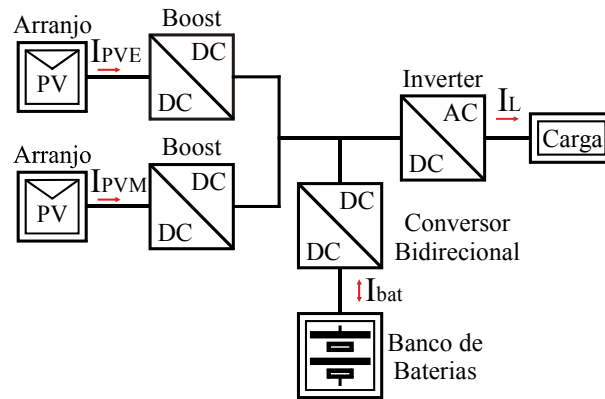 Arranjo
PV
IPVE
Boost
DC
DC
Arranjo
PV
IPVM
Boost
DC
DC
Inverter
AC
DC
IL
Carga
DC
DC
Conversor
Bidirecional
Ibat
Banco de
Baterias